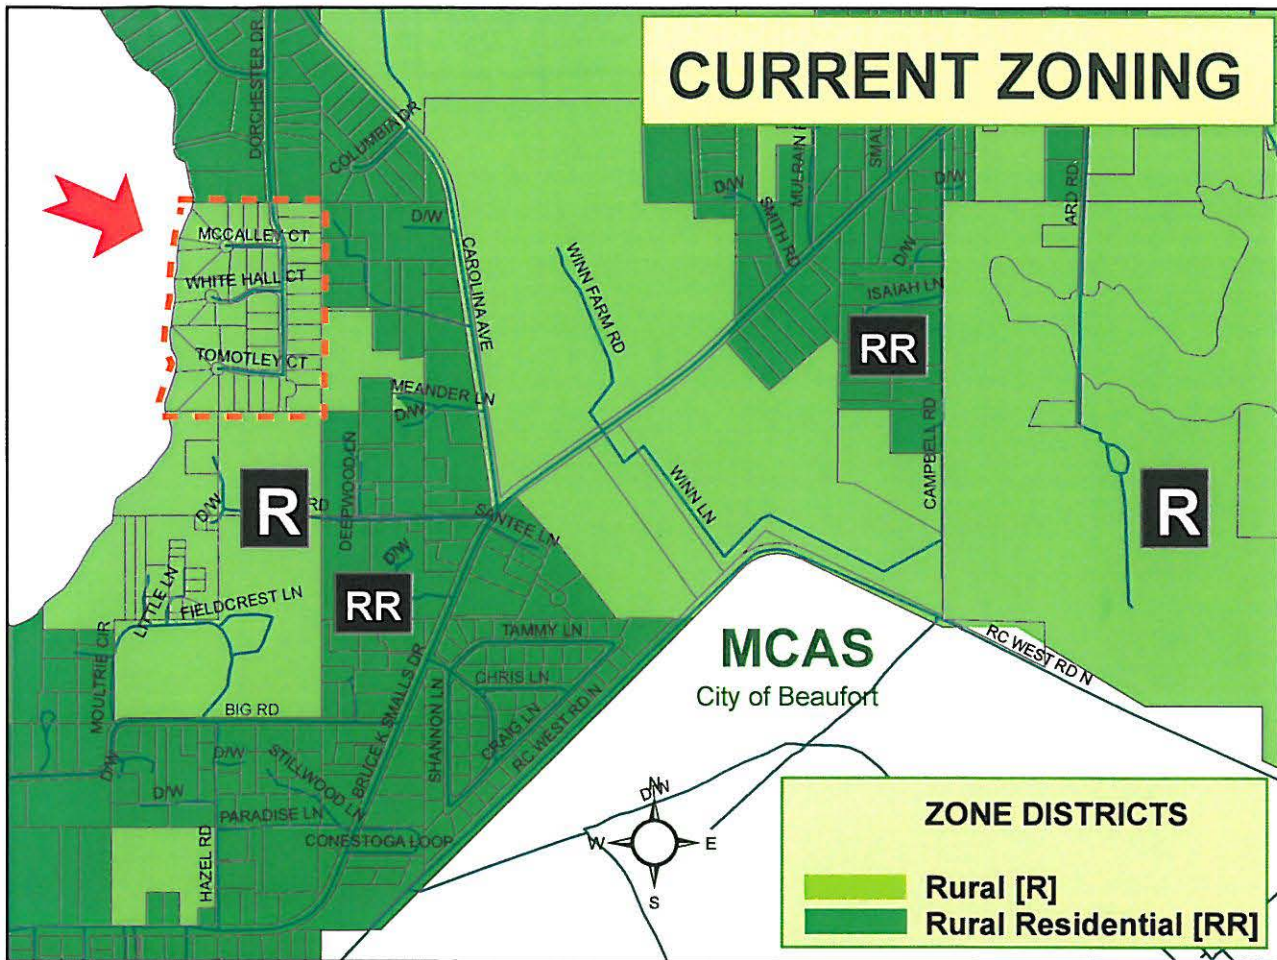 CURRENT ZONING
DORCHESTER DR
COLUMBIA DR
D/W
MULRAIN
SMAL
D/W
SMITH RD
D/W
ARD RD
MCCALLEY CT
CAROLINA AVE
WINN FARM RD
D/W
WHITE HALL CT
ISAIAH LN
RR
TOMOTLEY CT
MEANDER LN
D/W
CAMPBELL RD
DEEPWOOD LN
WINN LN
R
RD
D/W
SANTEE LN
R
D/W
LITTLE LN
FIELDCREST LN
RR
MOULTRIE CIR
TAMMY LN
MCAS
City of Beaufort
RC WEST RD N
CHRIS LN
BIG RD
BRUCE K SMALLS DR
SHANNON LN
CRAIG LN
RC WEST RD N
D/W
D/W
STILLWOOD LN
D/W
PARADISE LN
CONESTOGA LOOP
HAZEL RD
N
D/W
W
E
S
ZONE DISTRICTS
Rural [R]
Rural Residential [RR]